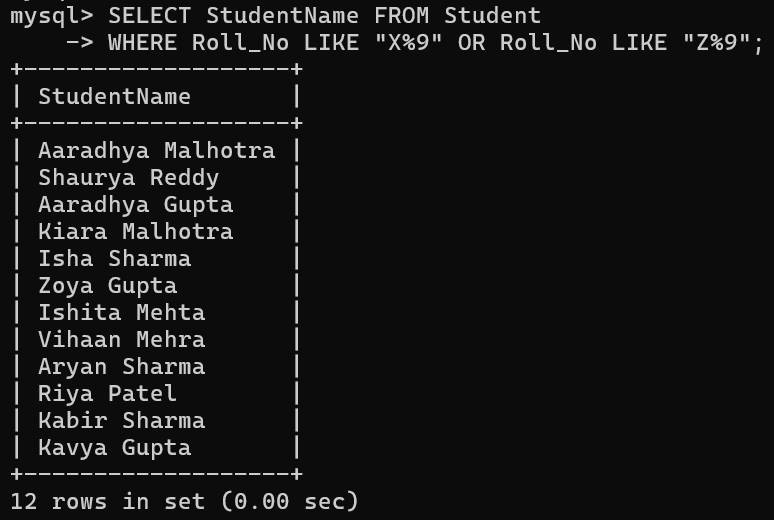 mysql> SELECT StudentName FROM Student
    -> WHERE Roll_No LIKE "X%9" OR Roll_No LIKE "Z%9";
+-------------------+
| StudentName       |
+-------------------+
| Aaradhya Malhotra |
| Shaurya Reddy     |
| Aaradhya Gupta    |
| Kiara Malhotra    |
| Isha Sharma       |
| Zoya Gupta        |
| Ishita Mehta      |
| Vihaan Mehra      |
| Aryan Sharma      |
| Riya Patel        |
| Kabir Sharma      |
| Kavya Gupta       |
+-------------------+
12 rows in set (0.00 sec)